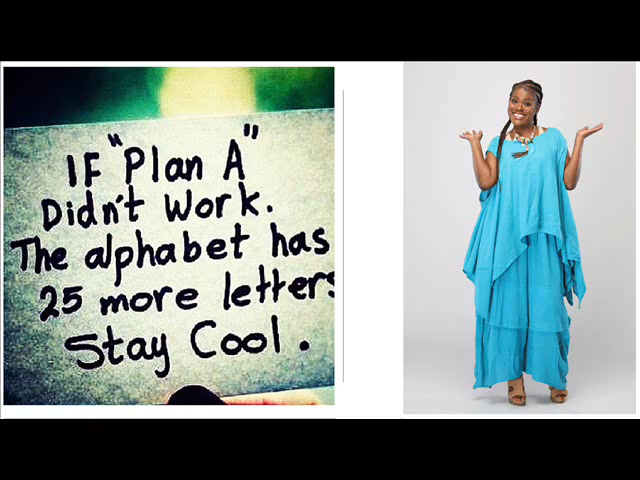 IF "Plan A"
Didn't Work.
The alphabet has
25 more letters
Stay Cool.